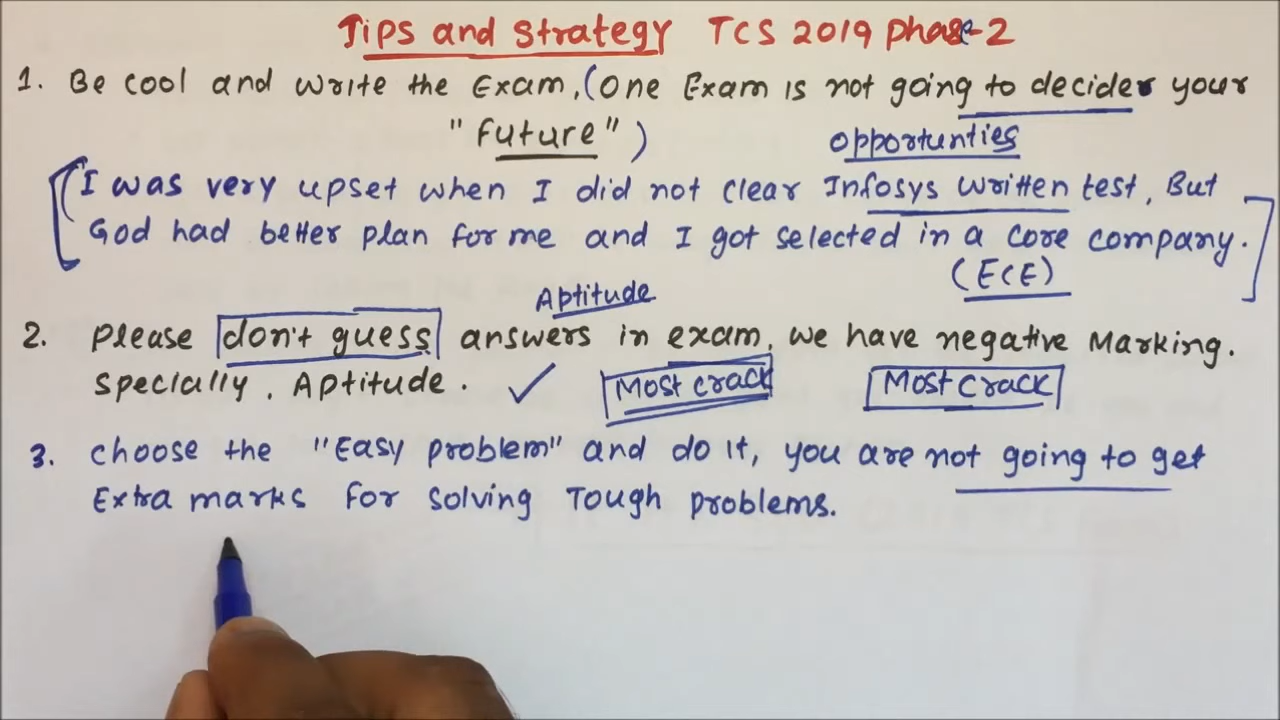 Tips and Strategy TCS 2019 Phase-2
1. Be cool and write the Exam, (One Exam is not going to decide your
"Future")
opportunties
(I was very upset when I did not clear Infosys written test, But
God had better plan for me and I got selected in a core company.
(ECE)
Aptitude
2. Please don't guess answers in exam, we have negative Marking.
Specially, Aptitude. ✓ Most crack Most crack
3. choose the "Easy problem" and do it, you are not going to get
Extra marks for solving Tough problems.